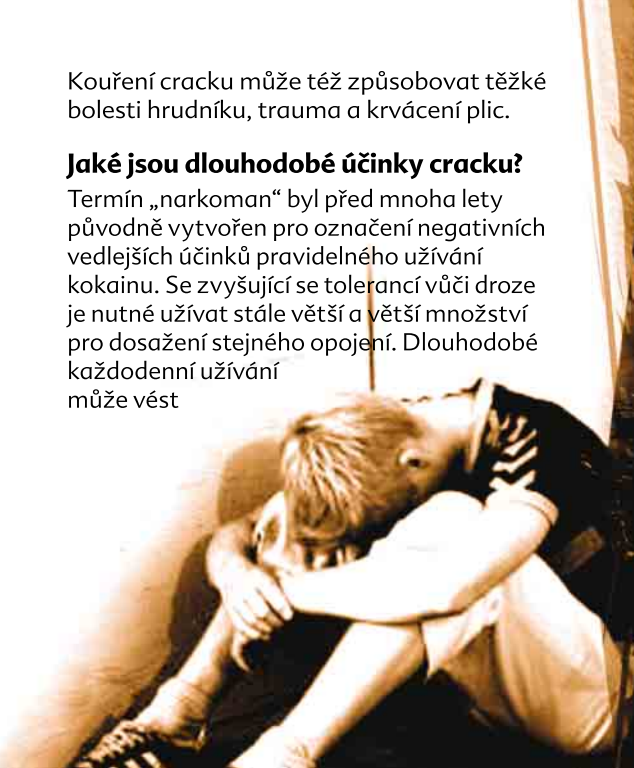 Kouření cracku může též způsobovat těžké
bolesti hrudníku, trauma a krvácení plic.
Jaké jsou dlouhodobé účinky cracku?
Termín „narkoman“ byl před mnoha lety
původně vytvořen pro označení negativních
vedlejších účinků pravidelného užívání
kokainu. Se zvyšující se tolerancí vůči droze
je nutné užívat stále větší a větší množství
pro dosažení stejného opojení. Dlouhodobé
každodenní užívání
může vést